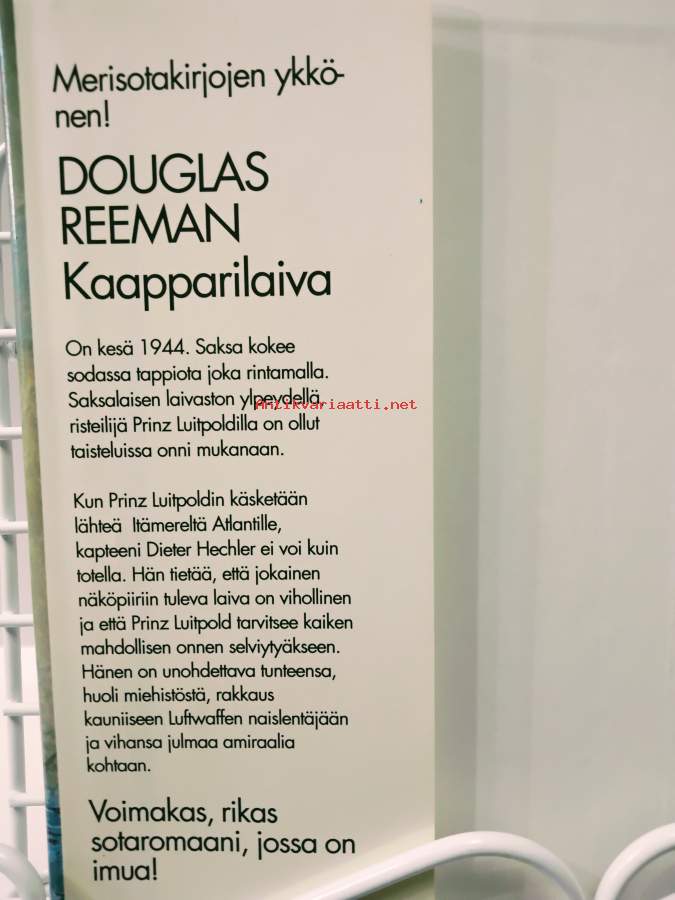 Merisotakirjojen ykkö-
nen!
DOUGLAS
REEMAN
Kaapparilaiva
On kesä 1944. Saksa kokee
sodassa tappiota joka rintamalla.
Saksalaisen laivaston ylpeydellä,
Antikvariaatti.net
risteilijä Prinz Luitpoldilla on ollut
taisteluissa onni mukanaan.
Kun Prinz Luitpoldin käsketään
lähteä Itämereltä Atlantille,
kapteeni Dieter Hechler ei voi kuin
totella. Hän tietää, että jokainen
näköpiiriin tuleva laiva on vihollinen
ja että Prinz Luitpold tarvitsee kaiken
mahdollisen onnen selviytyäkseen.
Hänen on unohdettava tunteensa,
huoli miehistöstä, rakkaus
kauniiseen Luftwaffen naislentäjään
ja vihansa julmaa amiraalia
kohtaan.
Voimakas, rikas
sotaromaani, jossa on
imua!